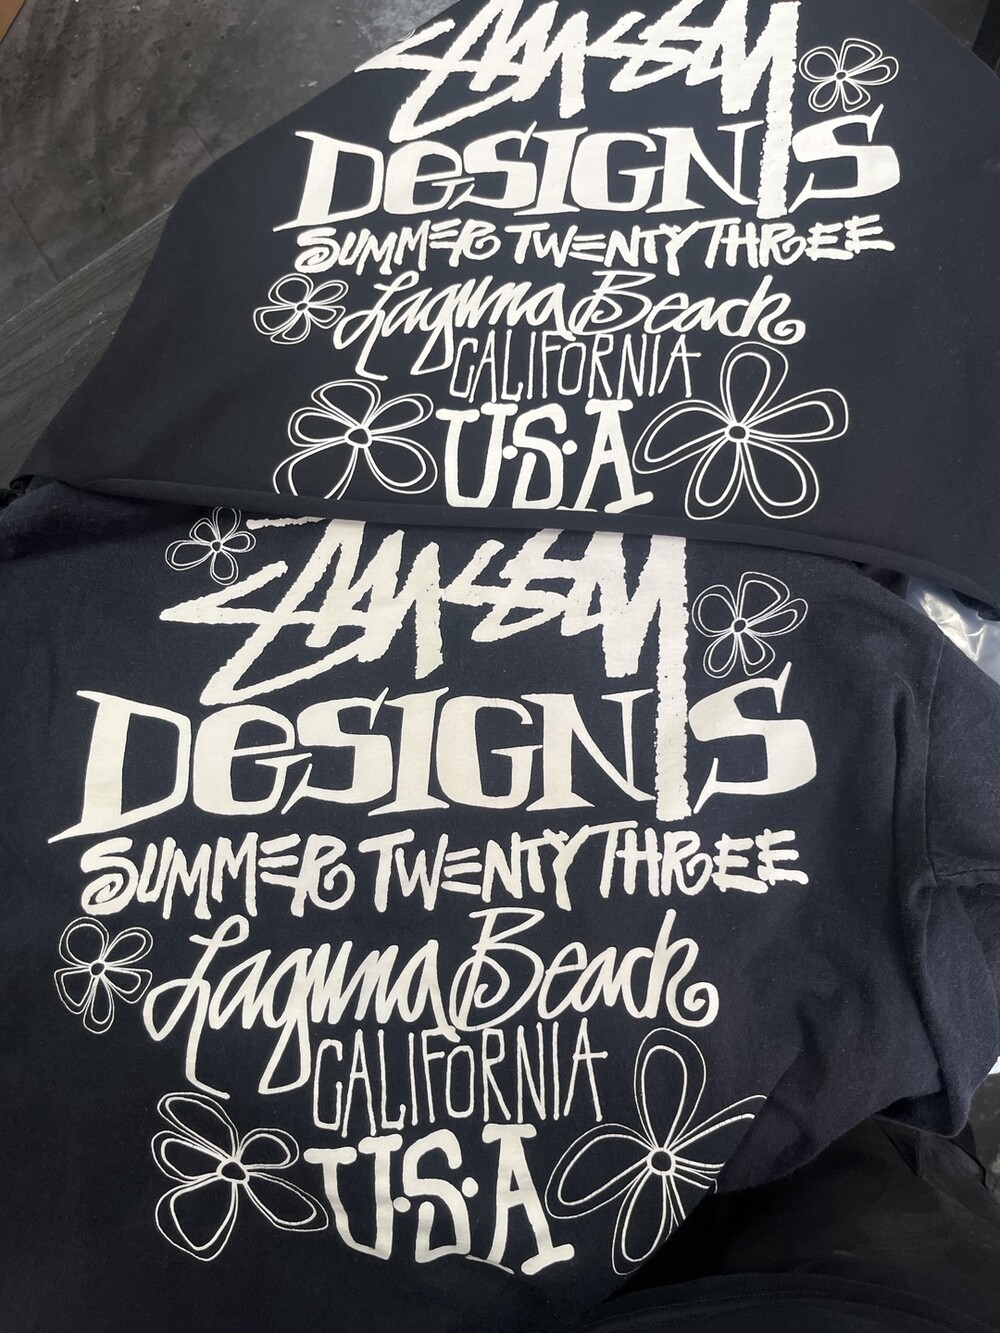 STUSSY
DeSIGNS
SUMMER TWENTY THREE
Laguna Beach
CALIFORNIA
U.S.A
STUSSY
DeSIGNS
SUMMER TWENTY THREE
Laguna Beach
CALIFORNIA
U.S.A